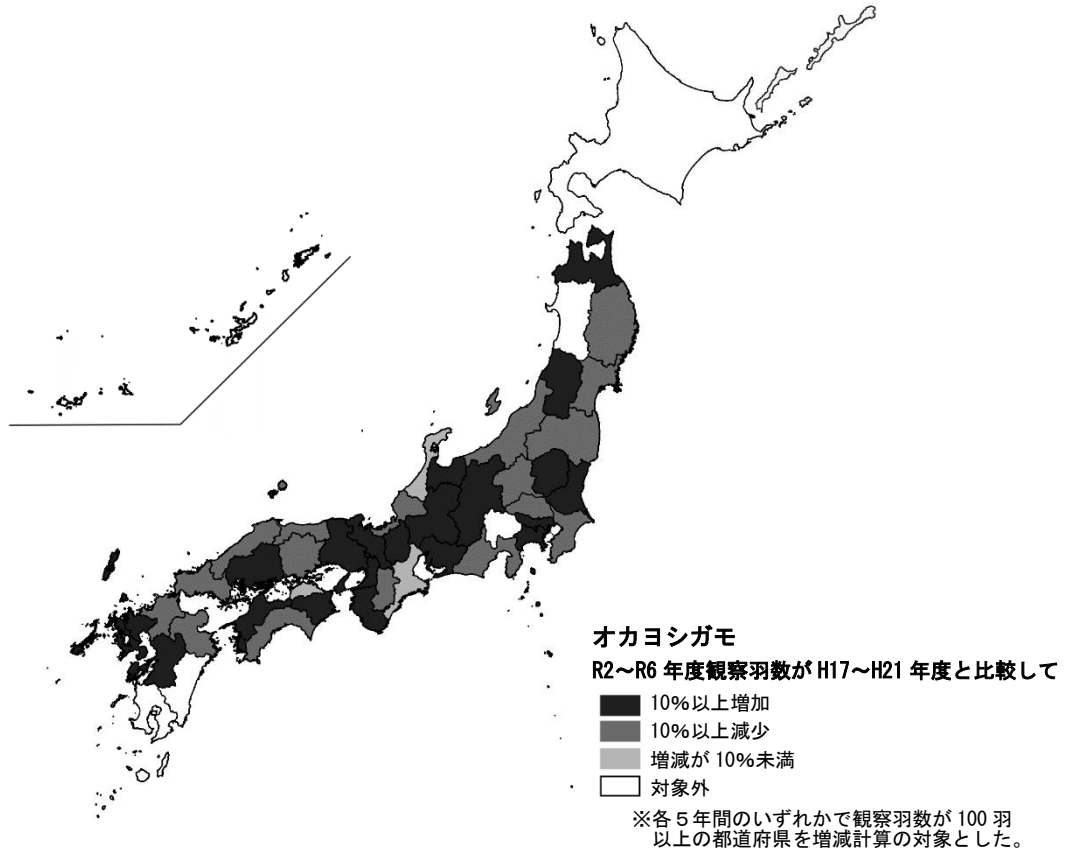 オカヨシガモ
R2～R6 年度観察羽数が H17～H21 年度と比較して
10%以上増加
10%以上減少
増減が 10%未満
対象外
※各５年間のいずれかで観察羽数が 100 羽
以上の都道府県を増減計算の対象とした。